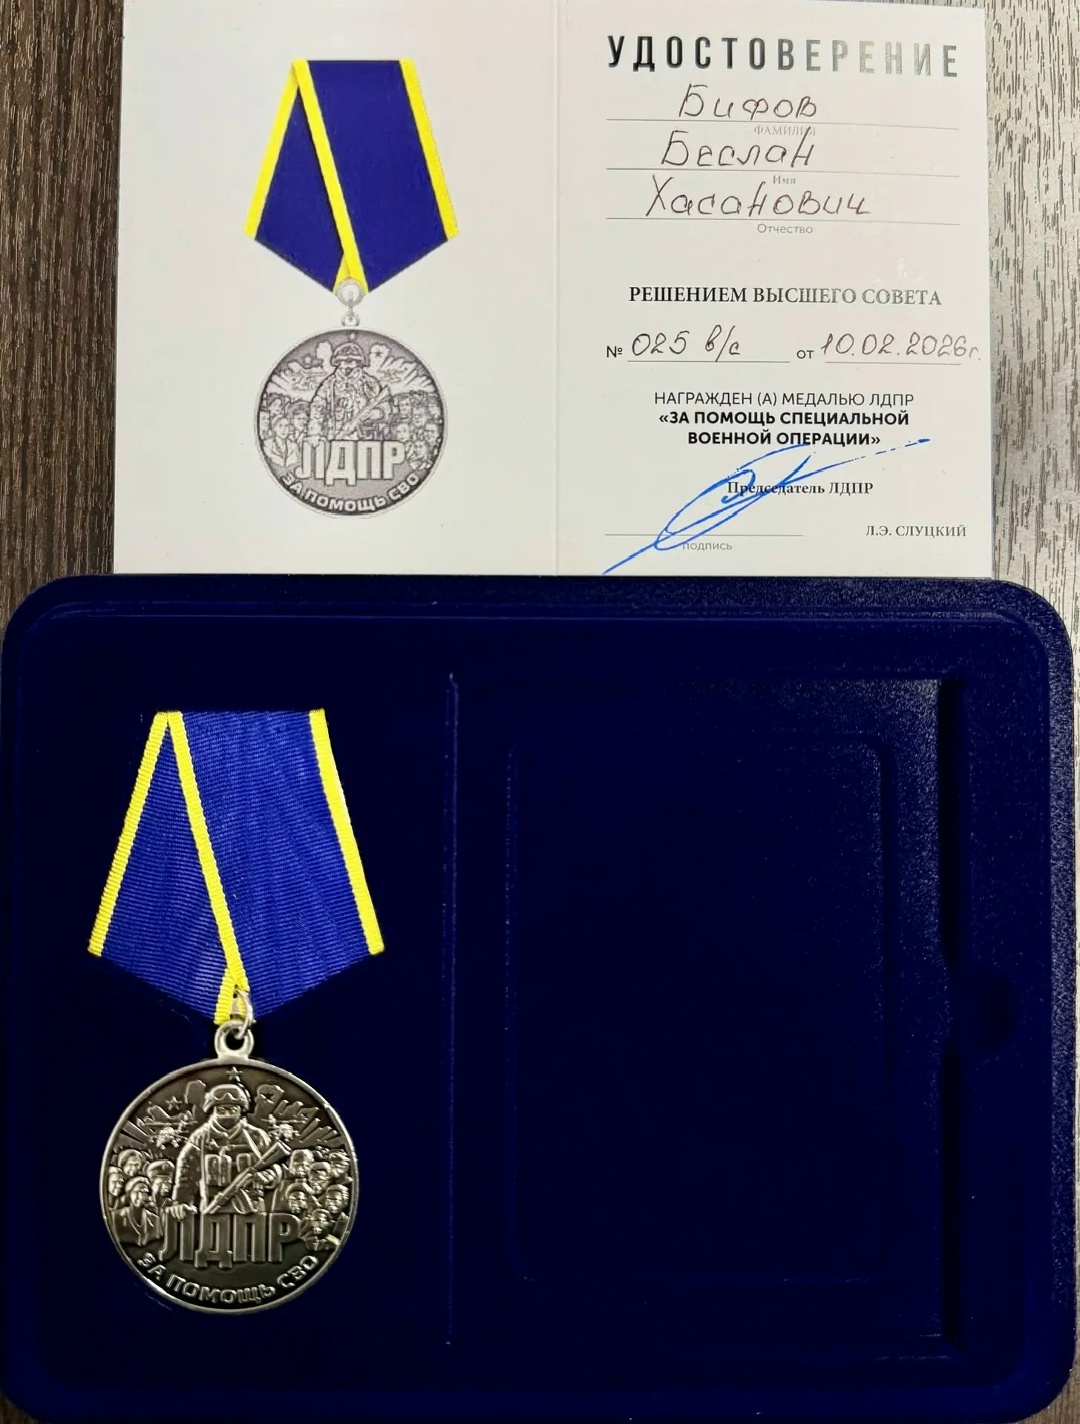 УДОСТОВЕРЕНИЕ
Бифов
ФАМИЛИЯ
Беслан
Имя
Хасанович
Отчество
РЕШЕНИЕМ ВЫСШЕГО СОВЕТА
№ 025 в/с от 10.02.2026г.
НАГРАЖДЕН (А) МЕДАЛЬЮ ЛДПР
«ЗА ПОМОЩЬ СПЕЦИАЛЬНОЙ
ВОЕННОЙ ОПЕРАЦИИ»
Председатель ЛДПР
Л.Э. СЛУЦКИЙ
подпись
ЛДПР
ЗА ПОМОЩЬ СВО
ЛДПР
ЗА ПОМОЩЬ СВО